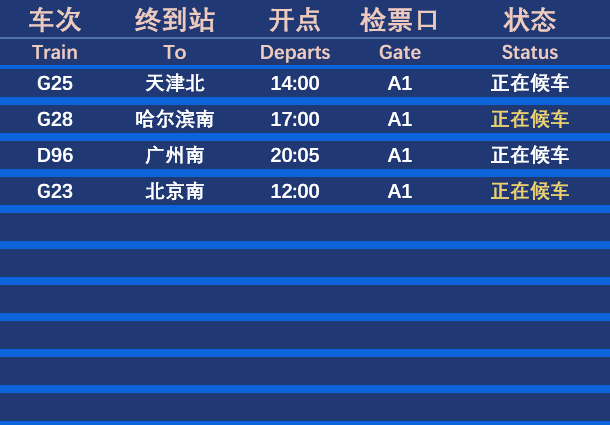 车次 终到站 开点 检票口 状态
Train To Departs Gate Status
G25 天津北 14:00 A1 正在候车
G28 哈尔滨南 17:00 A1 正在候车
D96 广州南 20:05 A1 正在候车
G23 北京南 12:00 A1 正在候车